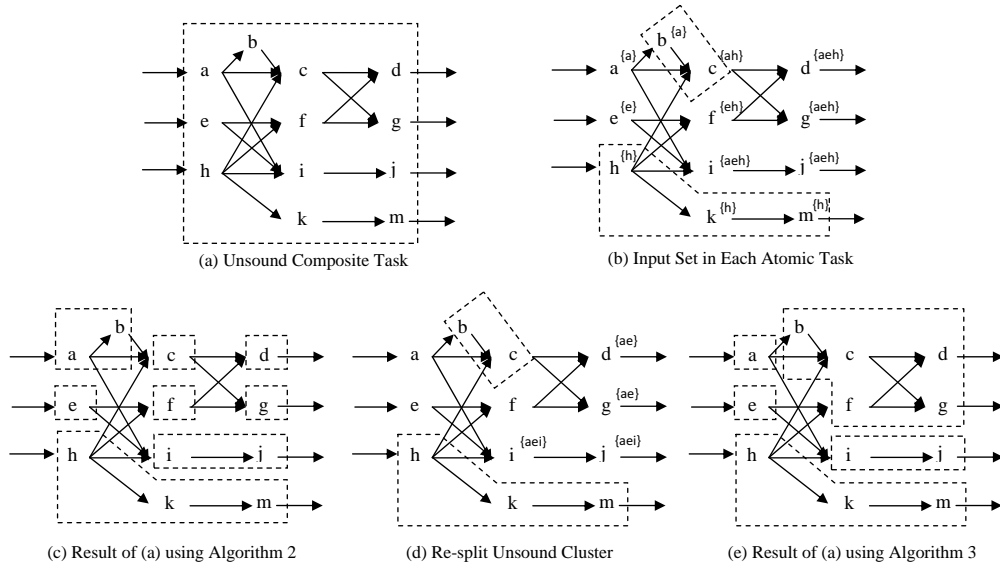 b
a c d
e f g
h i j
k m
(a) Unsound Composite Task
b {a}
a {a} c {ah} d {aeh}
e {e} f {eh} g {aeh}
h {h} i {aeh} j {aeh}
k {h} m {h}
(b) Input Set in Each Atomic Task
b
a c d
e f g
h i j
k m
(c) Result of (a) using Algorithm 2
b
a c d {ae}
e f g {ae}
h i {aei} j {aei}
k m
(d) Re-split Unsound Cluster
b
a c d
e f g
h i j
k m
(e) Result of (a) using Algorithm 3